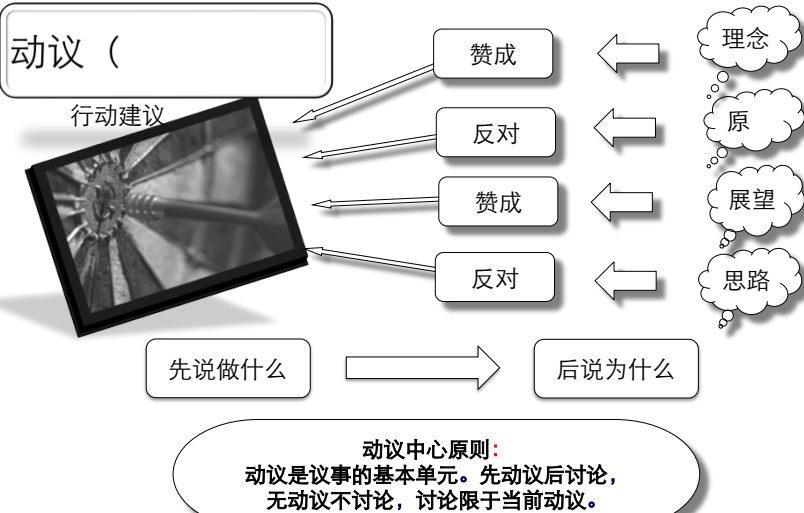 动议（
行动建议
赞成
理念
反对
原
赞成
展望
反对
思路
先说做什么
后说为什么
动议中心原则：
动议是议事的基本单元。先动议后讨论，
无动议不讨论，讨论限于当前动议。